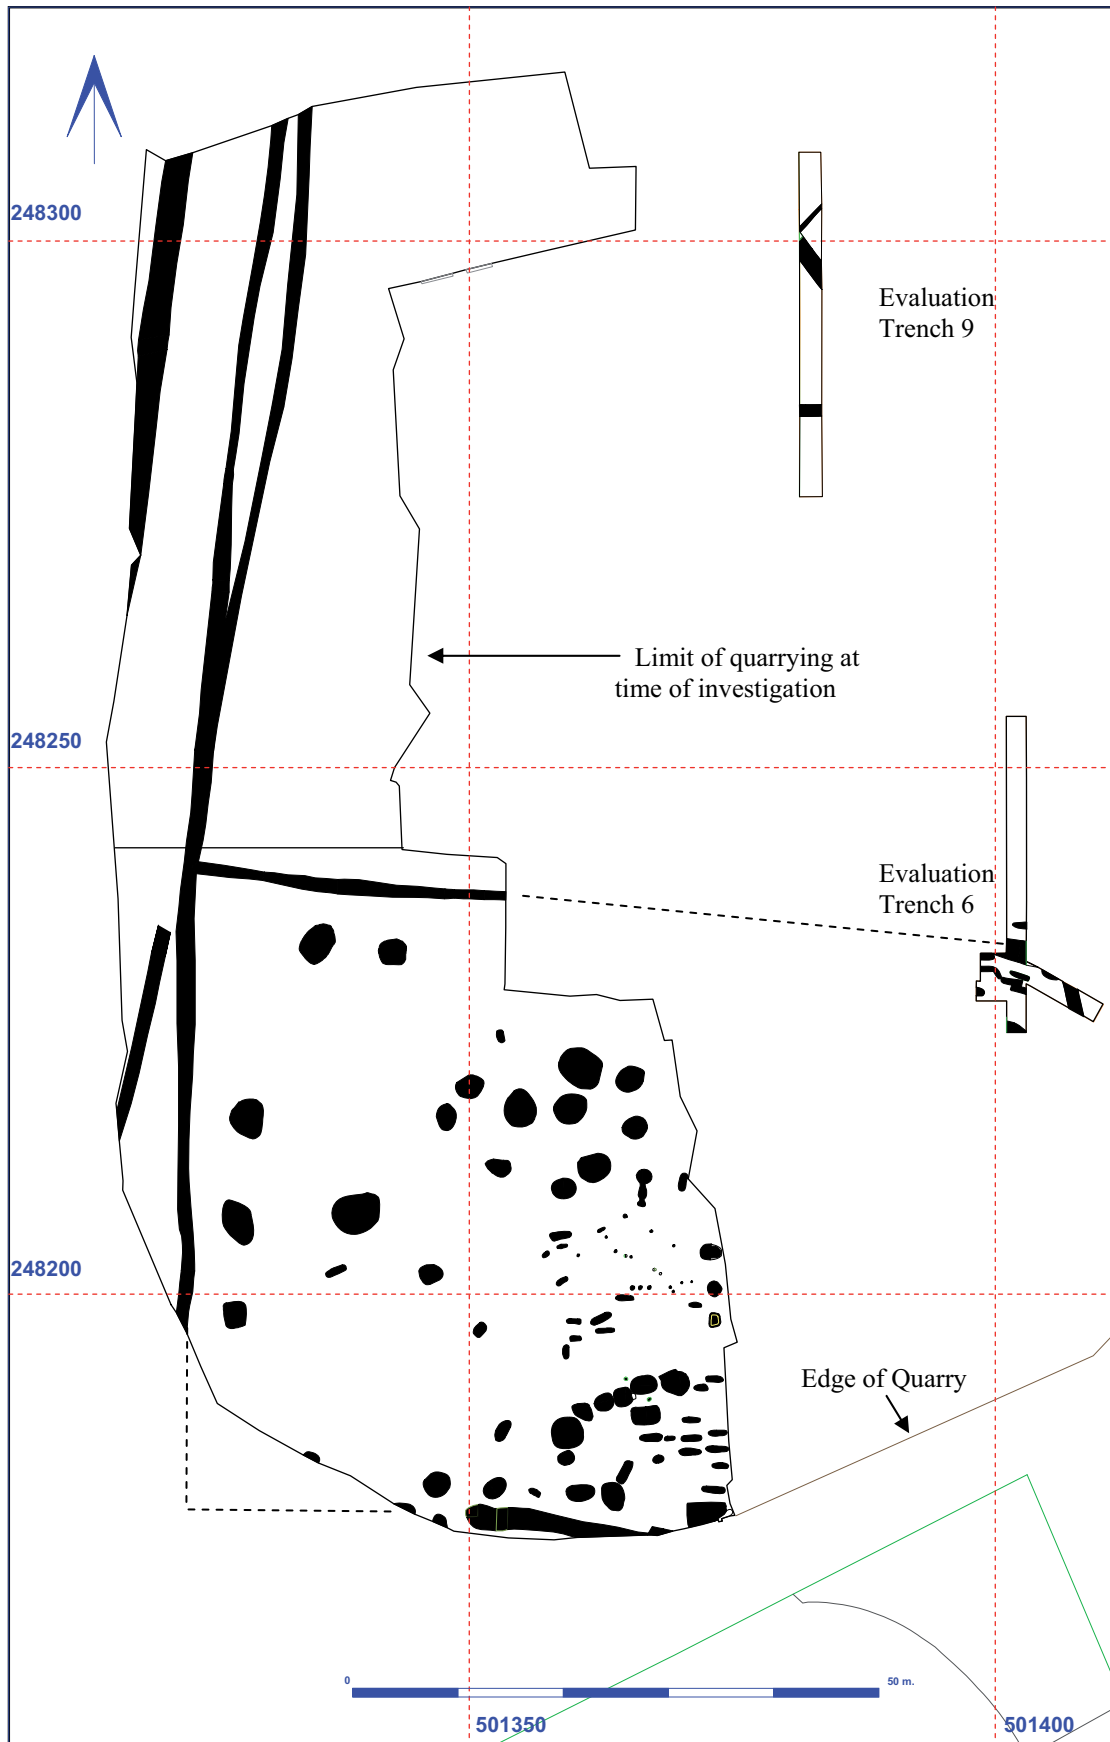 248300
Evaluation
Trench 9
Limit of quarrying at
time of investigation
248250
Evaluation
Trench 6
248200
Edge of Quarry
0
50 m.
501350
501400